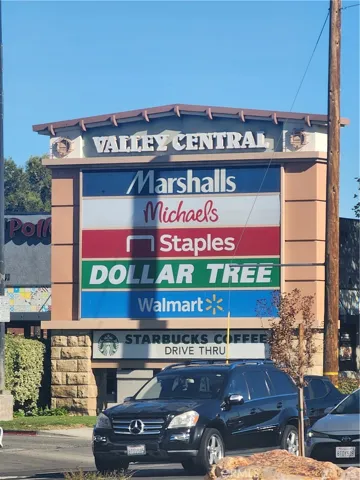 VALLEY CENTRAL
Marshalls
Michaels
Staples
DOLLAR TREE
Walmart
STARBUCKS COFFEE
DRIVE THRU